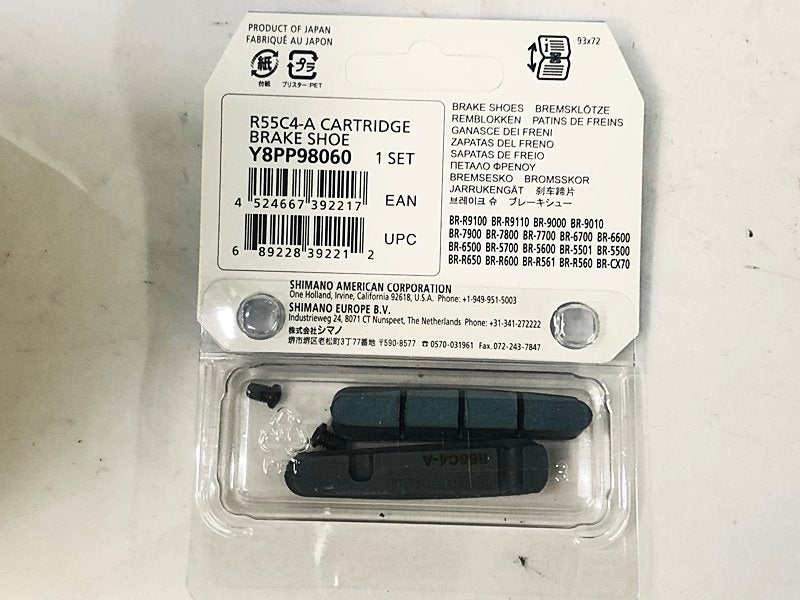 PRODUCT OF JAPAN
FABRIQUÉ AU JAPON
紙
台紙
プラ
ブリスター:PET
93x72
R55C4-A CARTRIDGE
BRAKE SHOE
Y8PP98060 1 SET
4 524667 392217 EAN
6 89228 39221 2 UPC
BRAKE SHOES BREMSKLÖTZE
REMBLOKKEN PATINS DE FREINS
GANASCE DEI FRENI
ZAPATAS DEL FRENO
SAPATAS DE FREIO
ΠΕΤΑΛΟ ΦΡΕΝΟΥ
BREMSESKO BROMSSKOR
JARRUKENGÄT 刹车蹄片
브레이크 슈 ブレーキシュー
BR-R9100 BR-R9110 BR-9000 BR-9010
BR-7900 BR-7800 BR-7700 BR-6700 BR-6600
BR-6500 BR-5700 BR-5600 BR-5501 BR-5500
BR-R650 BR-R600 BR-R561 BR-R560 BR-CX70
SHIMANO AMERICAN CORPORATION
One Holland, Irvine, California 92618, U.S.A. Phone: +1-949-951-5003
SHIMANO EUROPE B.V.
Industrieweg 24, 8071 CT Nunspeet, The Netherlands Phone: +31-341-272222
株式会社シマノ
堺市堺区老松町3丁77番地 〒590-8577 ☎0570-031961 Fax.072-243-7847
R55C4-A